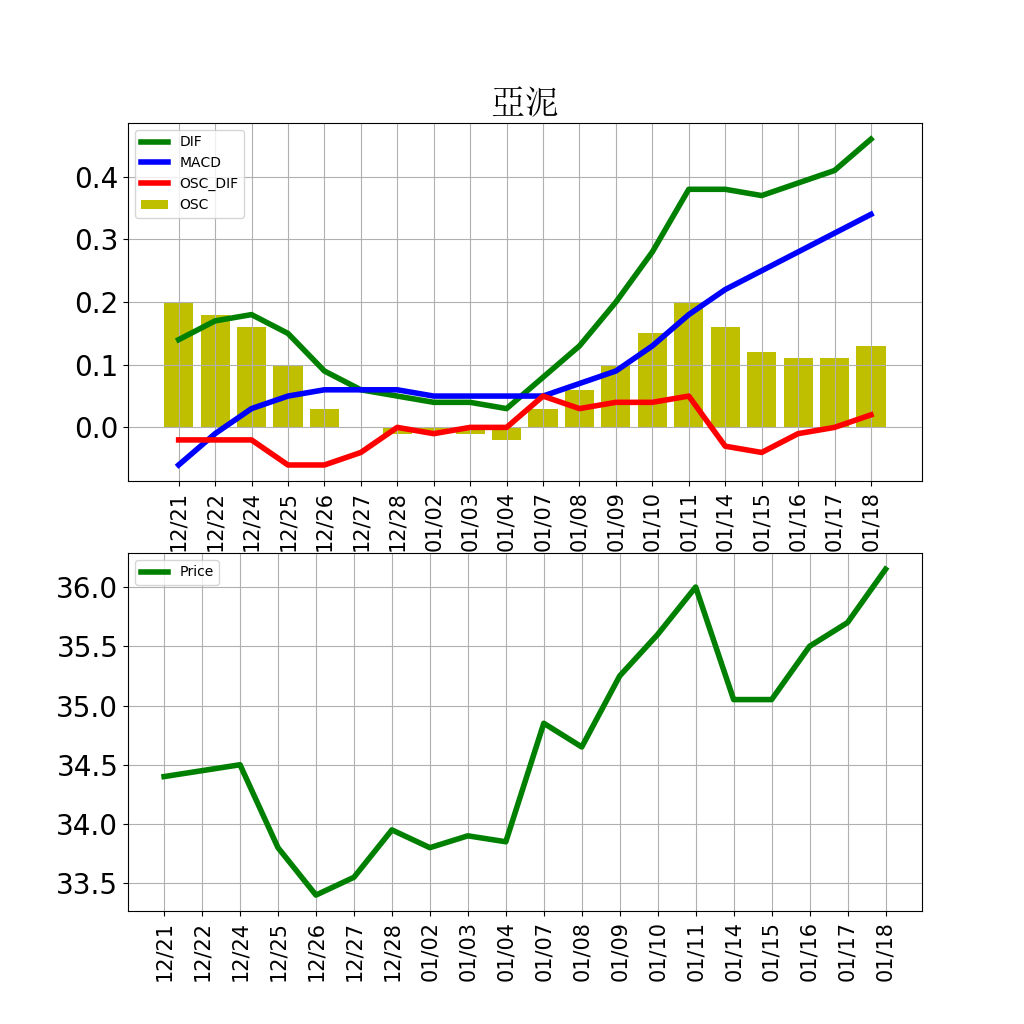 亞泥
DIF
MACD
OSC_DIF
OSC
0.4
0.3
0.2
0.1
0.0
12/21 12/22 12/24 12/25 12/26 12/27 12/28 01/02 01/03 01/04 01/07 01/08 01/09 01/10 01/11 01/14 01/15 01/16 01/17 01/18
Price
36.0
35.5
35.0
34.5
34.0
33.5
12/21 12/22 12/24 12/25 12/26 12/27 12/28 01/02 01/03 01/04 01/07 01/08 01/09 01/10 01/11 01/14 01/15 01/16 01/17 01/18